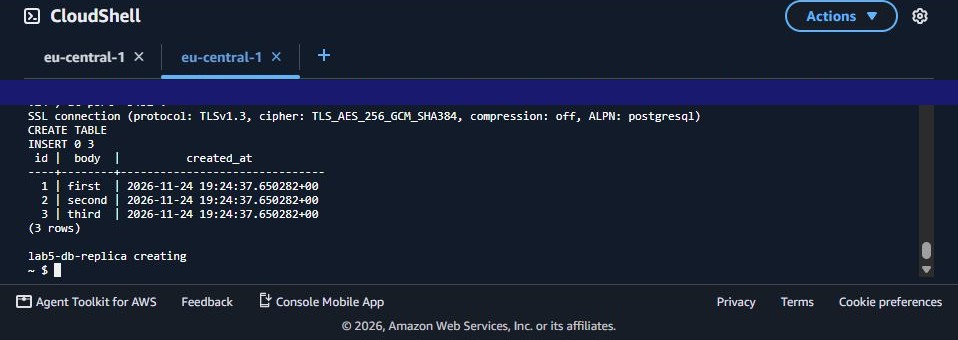 CloudShell
Actions
eu-central-1
eu-central-1
SSL connection (protocol: TLSv1.3, cipher: TLS_AES_256_GCM_SHA384, compression: off, ALPN: postgresql)
CREATE TABLE
INSERT 0 3
 id |  body  |          created_at
----+--------+-------------------------------
  1 | first  | 2026-11-24 19:24:37.650282+00
  2 | second | 2026-11-24 19:24:37.650282+00
  3 | third  | 2026-11-24 19:24:37.650282+00
(3 rows)
lab5-db-replica creating
~ $
Agent Toolkit for AWS Feedback Console Mobile App Privacy Terms Cookie preferences
© 2026, Amazon Web Services, Inc. or its affiliates.